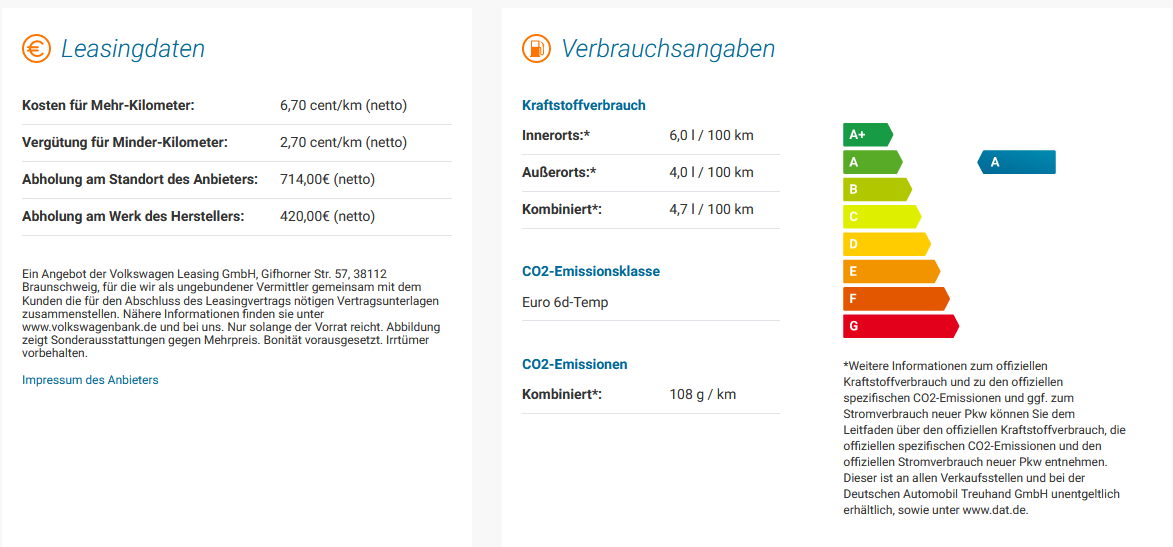 Leasingdaten
Kosten für Mehr-Kilometer: 6,70 cent/km (netto)
Vergütung für Minder-Kilometer: 2,70 cent/km (netto)
Abholung am Standort des Anbieters: 714,00€ (netto)
Abholung am Werk des Herstellers: 420,00€ (netto)
Ein Angebot der Volkswagen Leasing GmbH, Gifhorner Str. 57, 38112
Braunschweig, für die wir als ungebundener Vermittler gemeinsam mit dem
Kunden die für den Abschluss des Leasingvertrags nötigen Vertragsunterlagen
zusammenstellen. Nähere Informationen finden sie unter
www.volkswagenbank.de und bei uns. Nur solange der Vorrat reicht. Abbildung
zeigt Sonderausstattungen gegen Mehrpreis. Bonität vorausgesetzt. Irrtümer
vorbehalten.
Impressum des Anbieters
Verbrauchsangaben
Kraftstoffverbrauch
Innerorts:* 6,0 l / 100 km
Außerorts:* 4,0 l / 100 km
Kombiniert*: 4,7 l / 100 km
CO2-Emissionsklasse
Euro 6d-Temp
CO2-Emissionen
Kombiniert*: 108 g / km
A+
A A
B
C
D
E
F
G
*Weitere Informationen zum offiziellen
Kraftstoffverbrauch und zu den offiziellen
spezifischen CO2-Emissionen und ggf. zum
Stromverbrauch neuer Pkw können Sie dem
Leitfaden über den offiziellen Kraftstoffverbrauch, die
offiziellen spezifischen CO2-Emissionen und den
offiziellen Stromverbrauch neuer Pkw entnehmen.
Dieser ist an allen Verkaufsstellen und bei der
Deutschen Automobil Treuhand GmbH unentgeltlich
erhältlich, sowie unter www.dat.de.